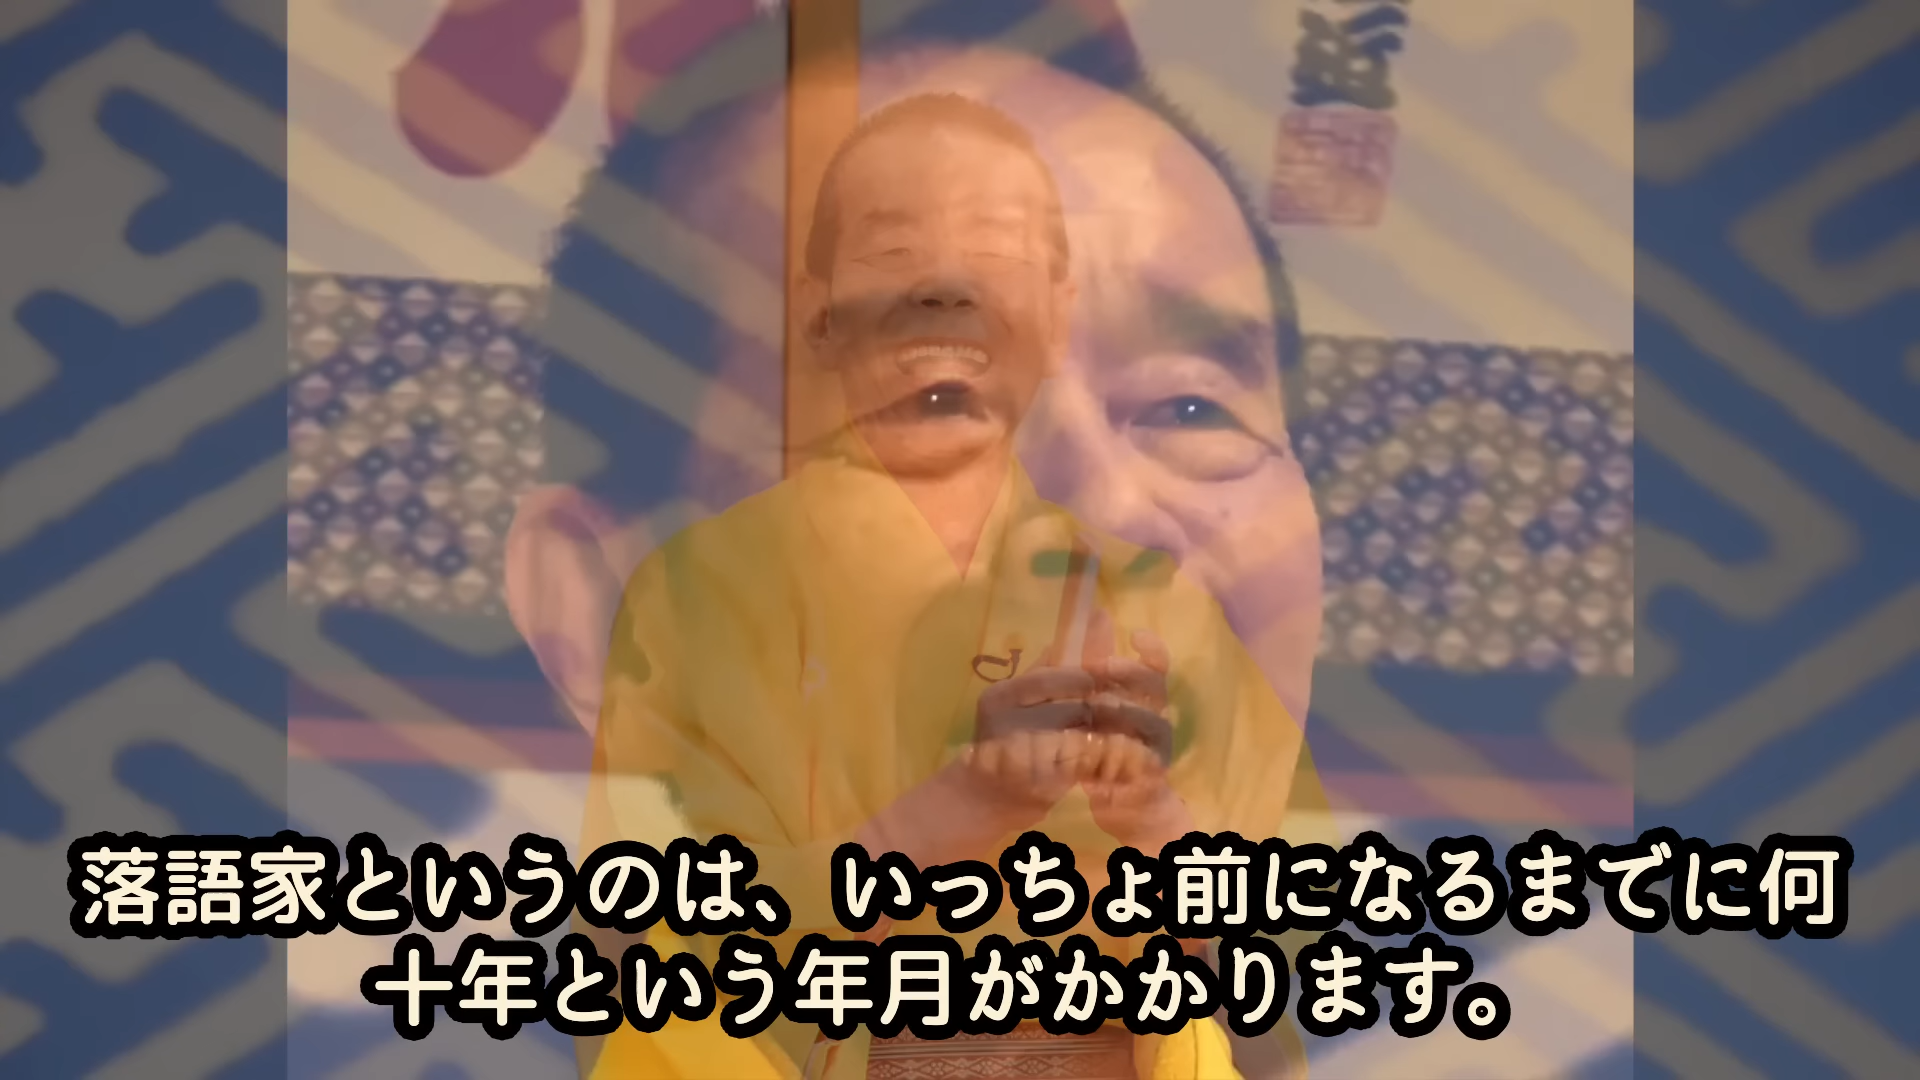 落語家というのは、いっちょ前になるまでに何
十年という年月がかかります。